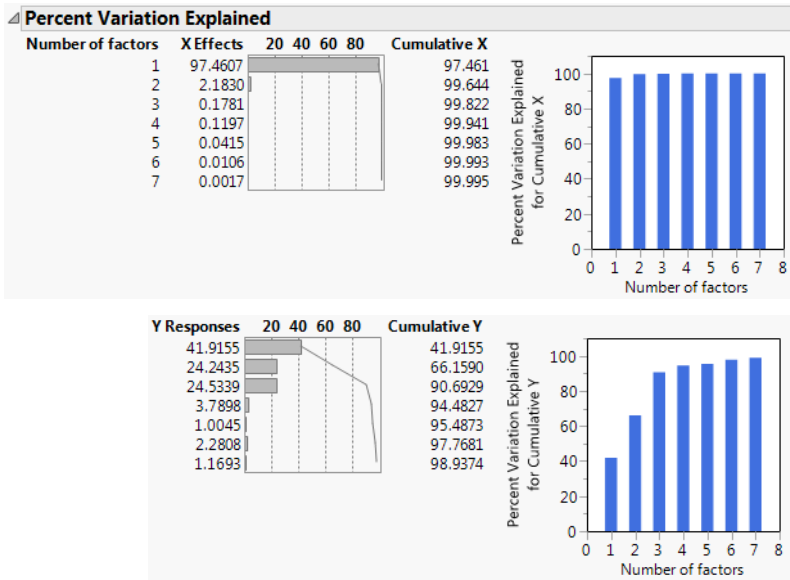 Percent Variation Explained
Number of factors X Effects 20 40 60 80 Cumulative X
1 97.4607 97.461
2 2.1830 99.644
3 0.1781 99.822
4 0.1197 99.941
5 0.0415 99.983
6 0.0106 99.993
7 0.0017 99.995
Percent Variation Explained
for Cumulative X
100
80
60
40
20
0
0 1 2 3 4 5 6 7 8
Number of factors
Y Responses 20 40 60 80 Cumulative Y
41.9155 41.9155
24.2435 66.1590
24.5339 90.6929
3.7898 94.4827
1.0045 95.4873
2.2808 97.7681
1.1693 98.9374
Percent Variation Explained
for Cumulative Y
100
80
60
40
20
0
0 1 2 3 4 5 6 7 8
Number of factors